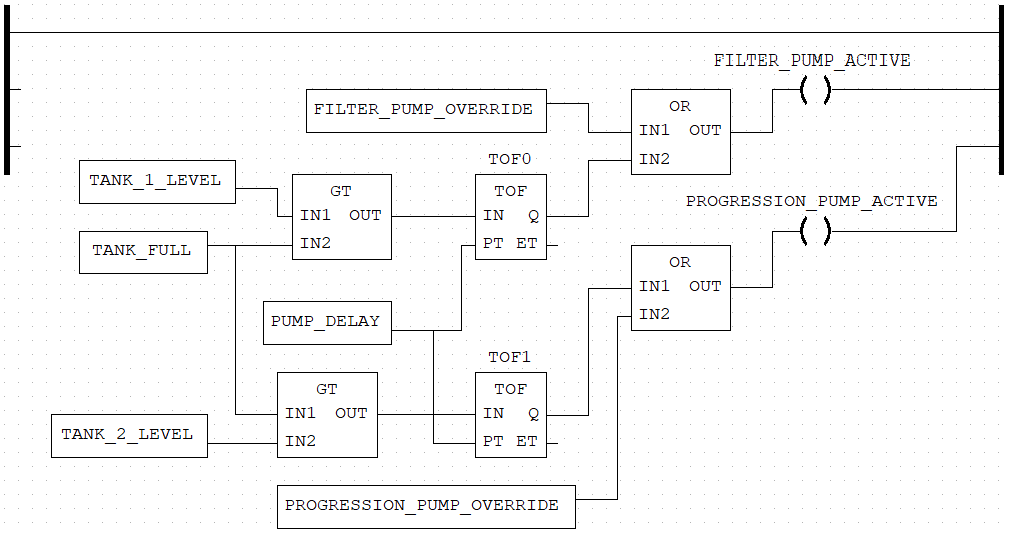 FILTER_PUMP_ACTIVE
FILTER_PUMP_OVERRIDE
OR
IN1 OUT
IN2
TOF0
TANK_1_LEVEL
GT
IN1 OUT
IN2
TOF
IN Q
PT ET
PROGRESSION_PUMP_ACTIVE
TANK_FULL
OR
IN1 OUT
IN2
PUMP_DELAY
TOF1
GT
IN1 OUT
IN2
TOF
IN Q
PT ET
TANK_2_LEVEL
PROGRESSION_PUMP_OVERRIDE